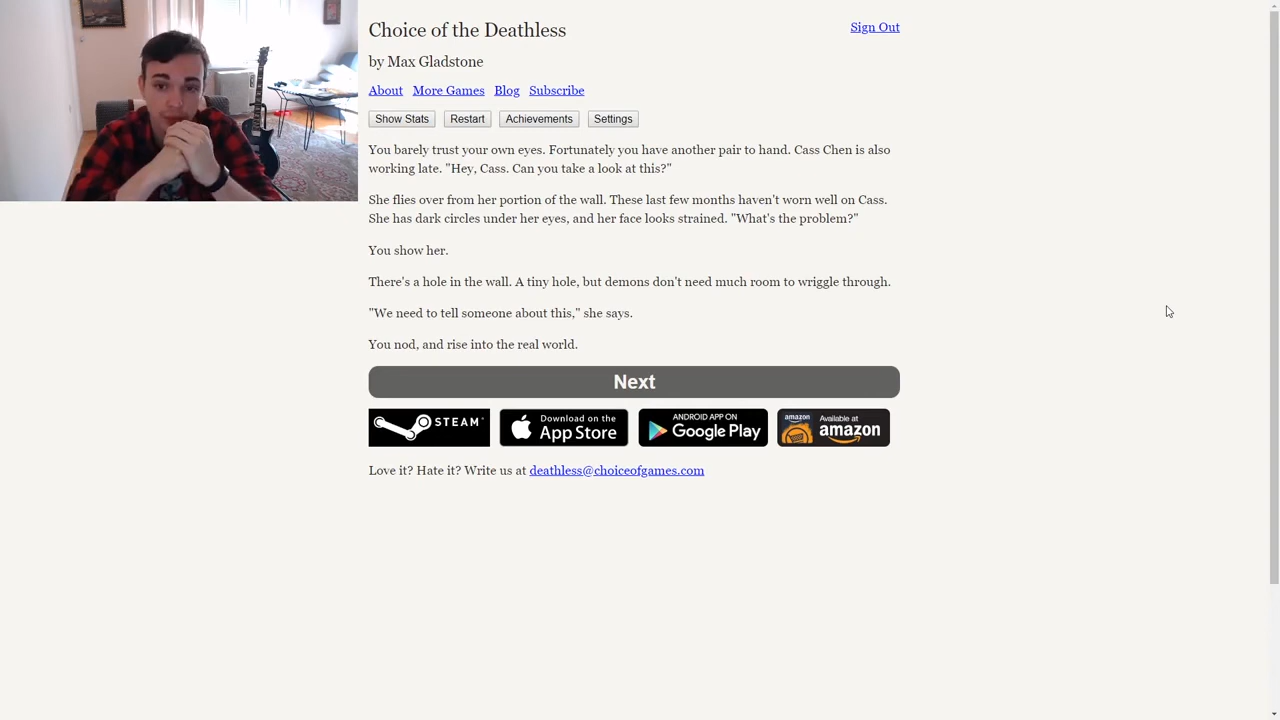 Choice of the Deathless
Sign Out
by Max Gladstone
About More Games Blog Subscribe
Show Stats Restart Achievements Settings
You barely trust your own eyes. Fortunately you have another pair to hand. Cass Chen is also
working late. "Hey, Cass. Can you take a look at this?"
She flies over from her portion of the wall. These last few months haven't worn well on Cass.
She has dark circles under her eyes, and her face looks strained. "What's the problem?"
You show her.
There's a hole in the wall. A tiny hole, but demons don't need much room to wriggle through.
"We need to tell someone about this," she says.
You nod, and rise into the real world.
Next
STEAM
Download on the
App Store
ANDROID APP ON
Google Play
amazon
Available at
amazon
Love it? Hate it? Write us at deathless@choiceofgames.com